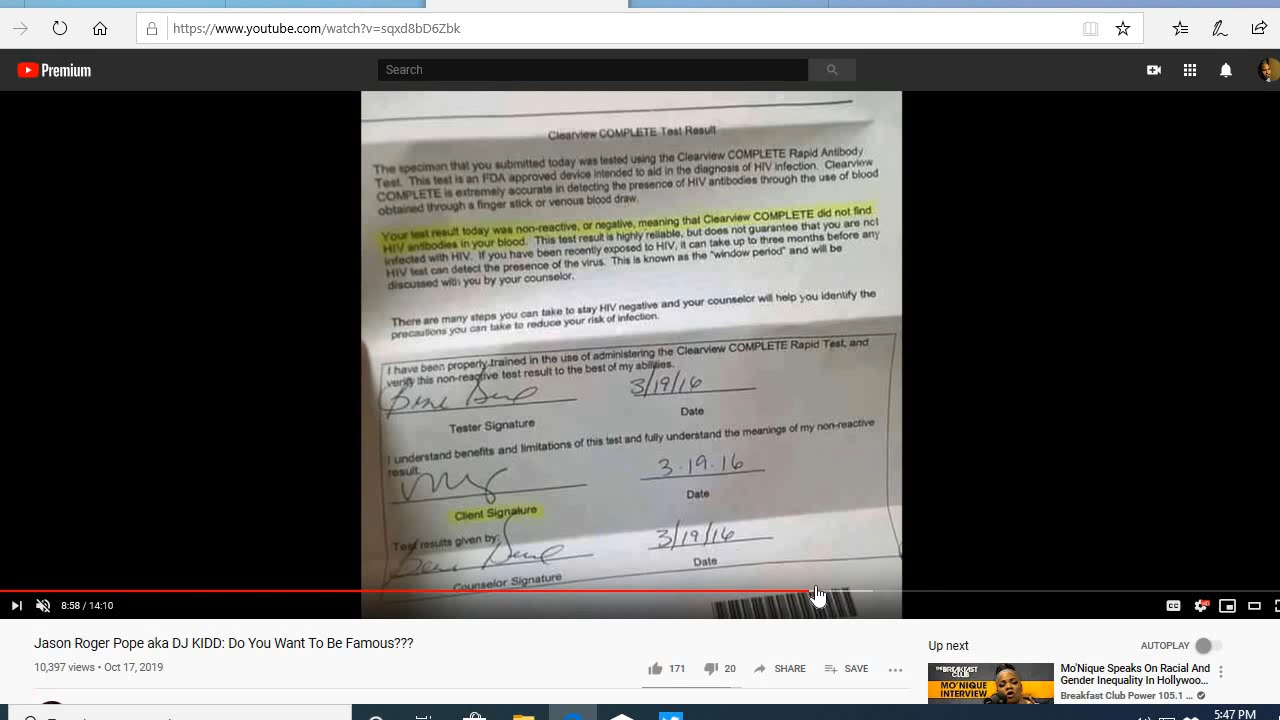 https://www.youtube.com/watch?v=sqxd8bD6Zbk
Premium
Search
Clearview COMPLETE Test Result
The specimen that you submitted today was tested using the Clearview COMPLETE Rapid Antibody
Test. This test is an FDA approved device intended to aid in the diagnosis of HIV infection. Clearview
COMPLETE is extremely accurate in detecting the presence of HIV antibodies through the use of blood
obtained through a finger stick or venous blood draw.
Your test result today was non-reactive, or negative, meaning that Clearview COMPLETE did not find
HIV antibodies in your blood. This test result is highly reliable, but does not guarantee that you are not
infected with HIV. If you have been recently exposed to HIV, it can take up to three months before any
HIV test can detect the presence of the virus. This is known as the "window period" and will be
discussed with you by your counselor.
There are many steps you can take to stay HIV negative and your counselor will help you identify the
precautions you can take to reduce your risk of infection.
I have been properly trained in the use of administering the Clearview COMPLETE Rapid Test, and
verify this non-reactive test result to the best of my abilities.
3/19/16
Tester Signature Date
I understand benefits and limitations of this test and fully understand the meanings of my non-reactive
result.
3.19.16
Client Signature Date
Test results given by:
3/19/16
Counselor Signature Date
8:58 / 14:10
CC
HD
Jason Roger Pope aka DJ KIDD: Do You Want To Be Famous???
10,397 views • Oct 17, 2019
171 20 SHARE SAVE
Up next
AUTOPLAY
THE BREAKFAST CLUB
MO'NIQUE
INTERVIEW
Mo'Nique Speaks On Racial And
Gender Inequality In Hollywoo...
Breakfast Club Power 105.1 ...
5:47 PM